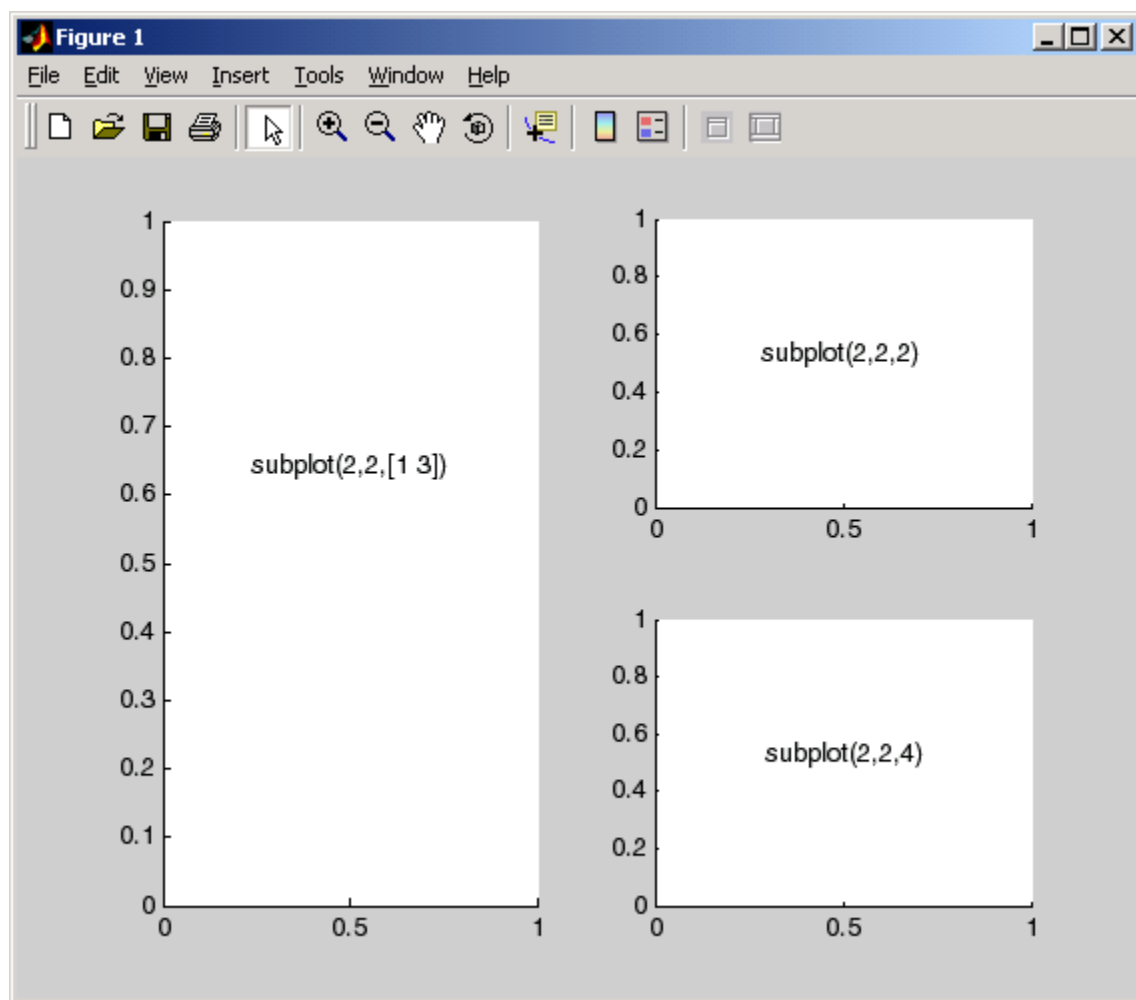 Figure 1
File Edit View Insert Tools Window Help
1
0.9
0.8
0.7
0.6
0.5
0.4
0.3
0.2
0.1
0
subplot(2,2,[1 3])
0 0.5 1
1
0.8
0.6
0.4
0.2
0
subplot(2,2,2)
0 0.5 1
1
0.8
0.6
0.4
0.2
0
subplot(2,2,4)
0 0.5 1